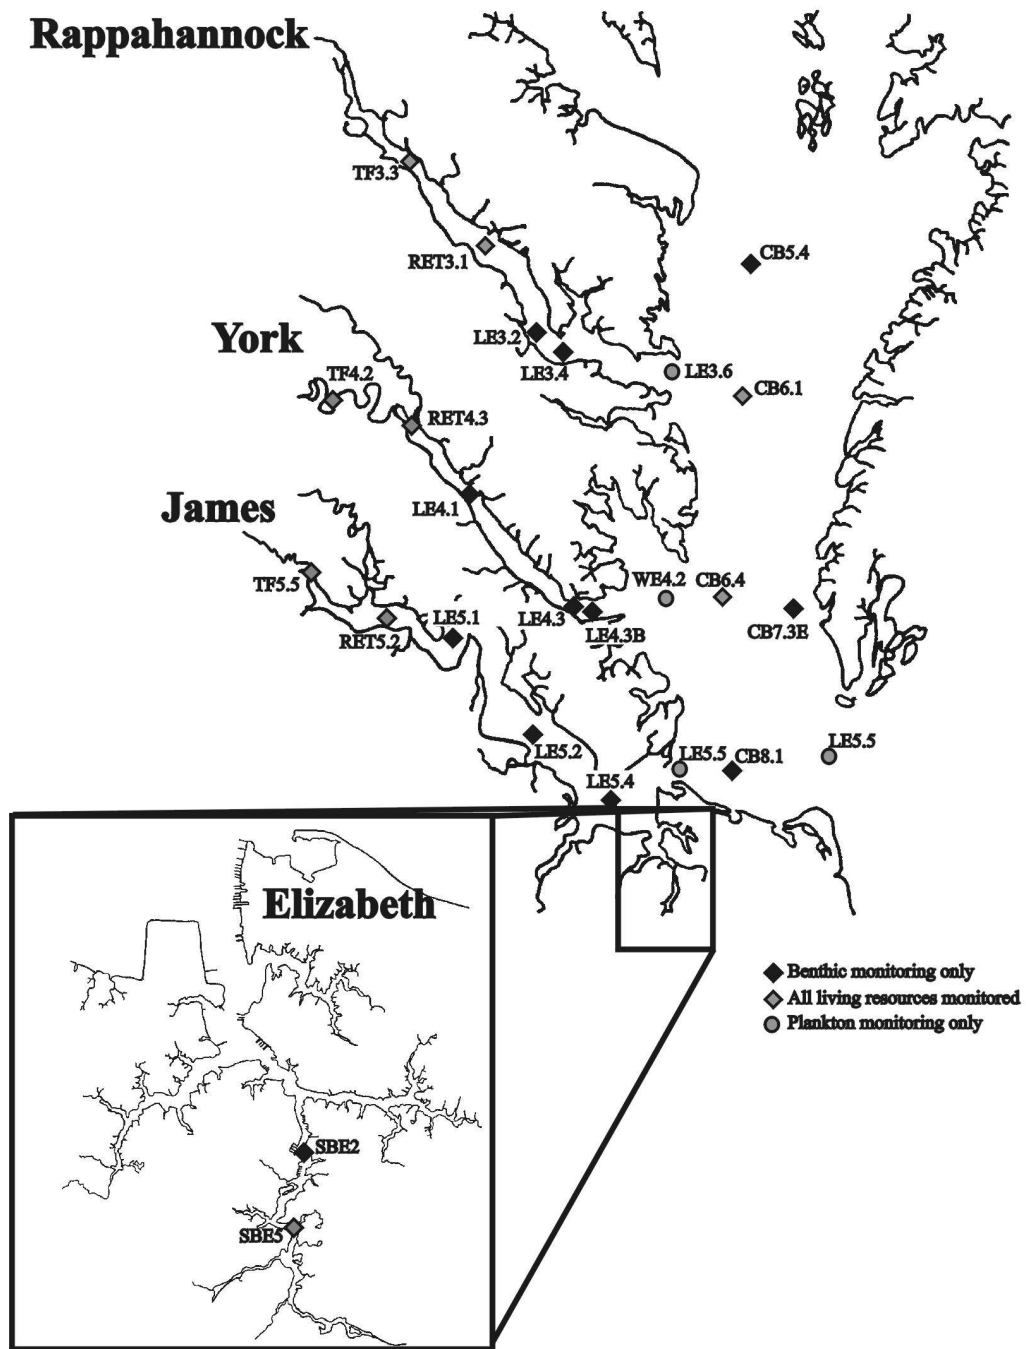 Rappahannock
TF3.3
RET3.1
CB5.4
LE3.2
LE3.4
LE3.6
CB6.1
York
TF4.2
RET4.3
LE4.1
James
TF5.5
RET5.2
LE5.1
LE4.3
LE4.3B
WE4.2
CB6.4
CB7.3E
LE5.2
LE5.4
LE5.5
CB8.1
LE5.5
Elizabeth
SBE2
SBE5
Benthic monitoring only
All living resources monitored
Plankton monitoring only